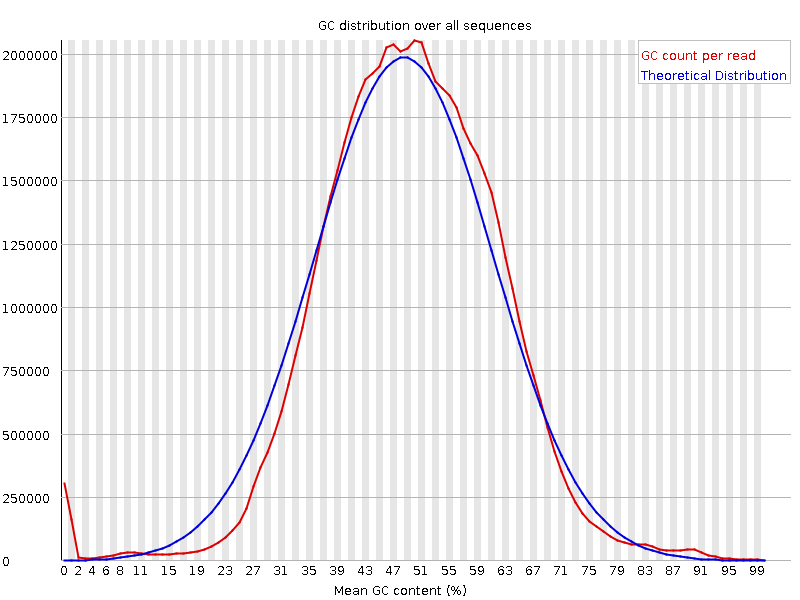 GC distribution over all sequences
GC count per read
Theoretical Distribution
2000000
1750000
1500000
1250000
1000000
750000
500000
250000
0
0 2 4 6 8 11 15 19 23 27 31 35 39 43 47 51 55 59 63 67 71 75 79 83 87 91 95 99
Mean GC content (%)